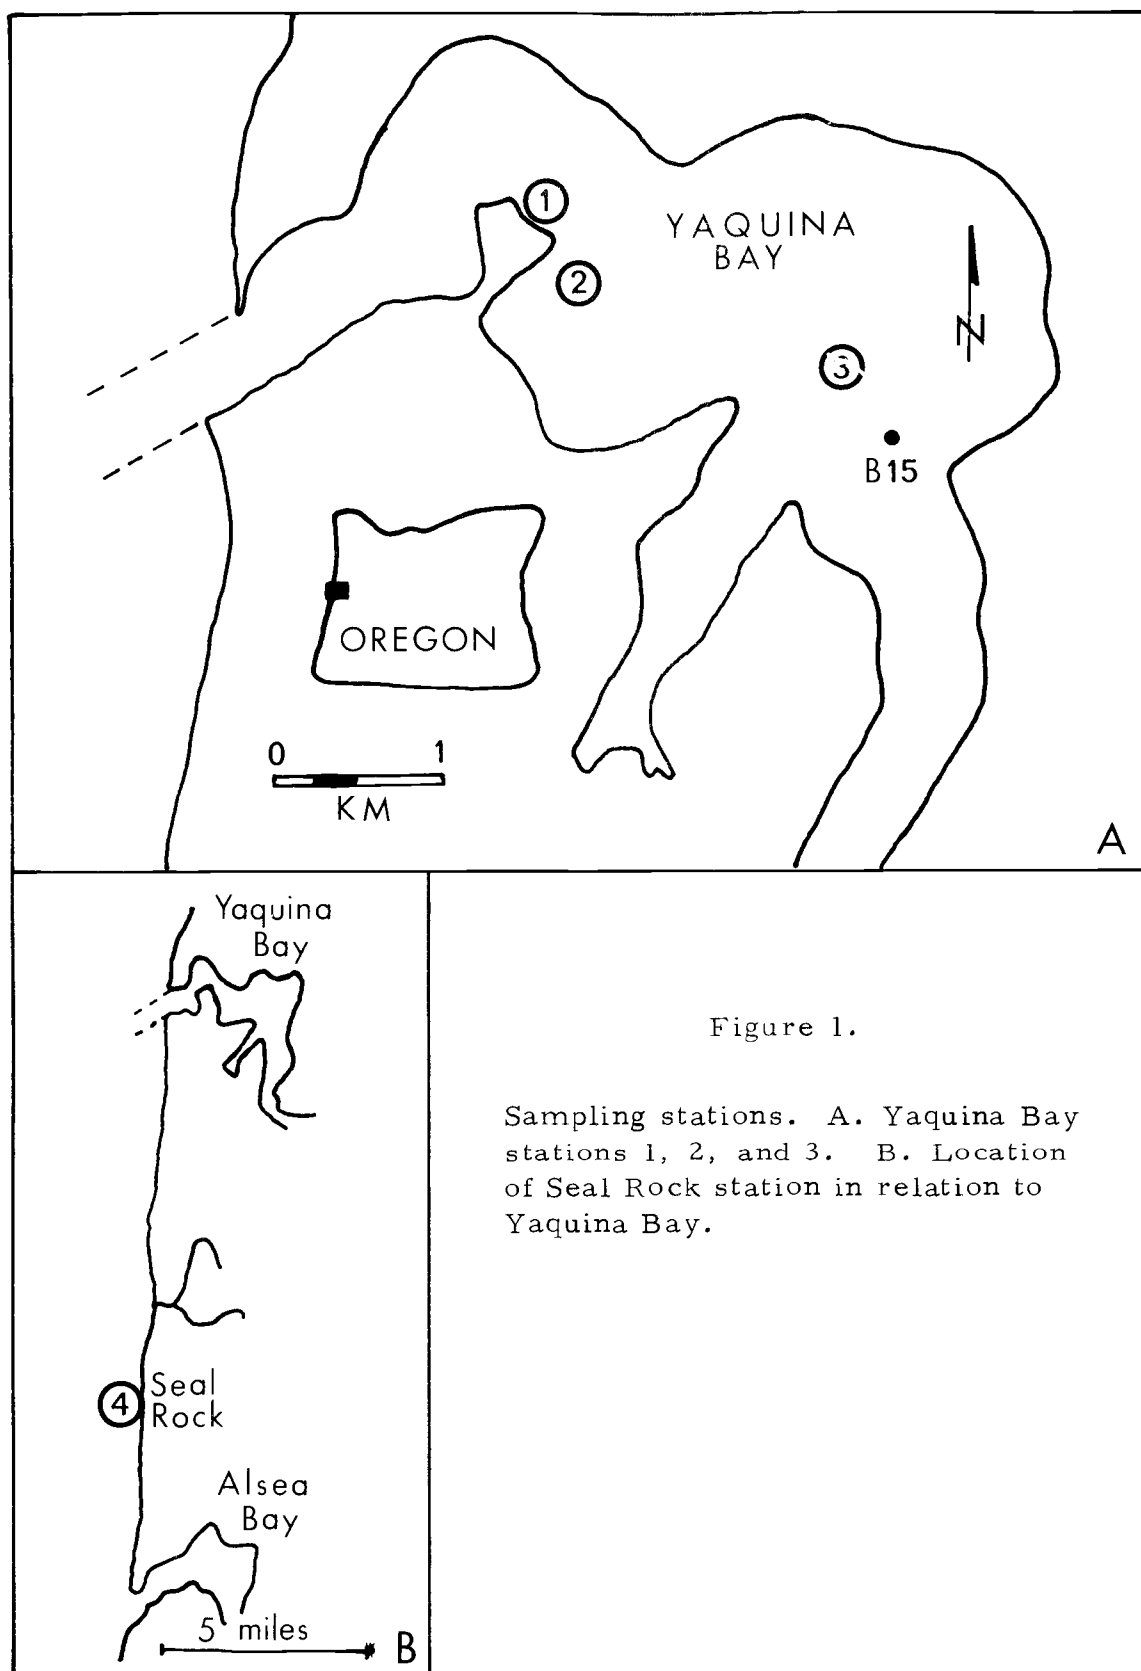 1
YAQUINA
BAY
2
N
3
B15
OREGON
0 1
KM
A
Yaquina
Bay
4
Seal
Rock
Alsea
Bay
5 miles
B
Figure 1.
Sampling stations. A. Yaquina Bay
stations 1, 2, and 3. B. Location
of Seal Rock station in relation to
Yaquina Bay.